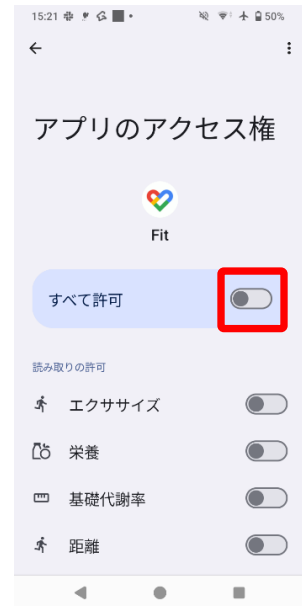 15:21 50%
アプリのアクセス権
Fit
すべて許可
読み取りの許可
エクササイズ
栄養
基礎代謝率
距離